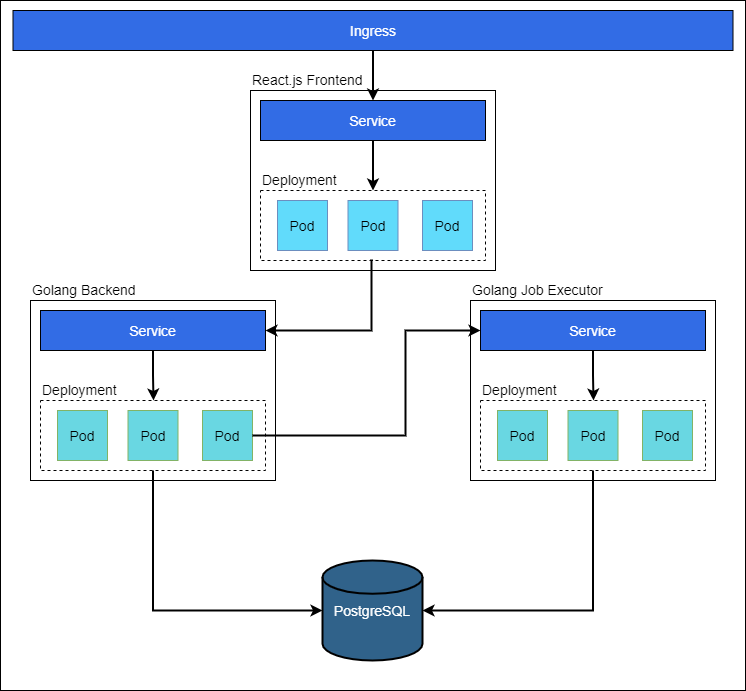 Ingress
React.js Frontend
Service
Deployment
Pod Pod Pod
Golang Backend
Service
Deployment
Pod Pod Pod
Golang Job Executor
Service
Deployment
Pod Pod Pod
PostgreSQL